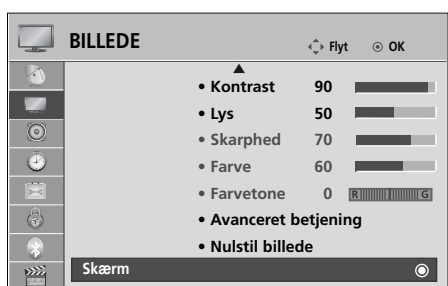 BILLEDE Flyt OK
• Kontrast 90
• Lys 50
• Skarphed 70
• Farve 60
• Farvetone 0 R G
• Avanceret betjening
• Nulstil billede
Skærm